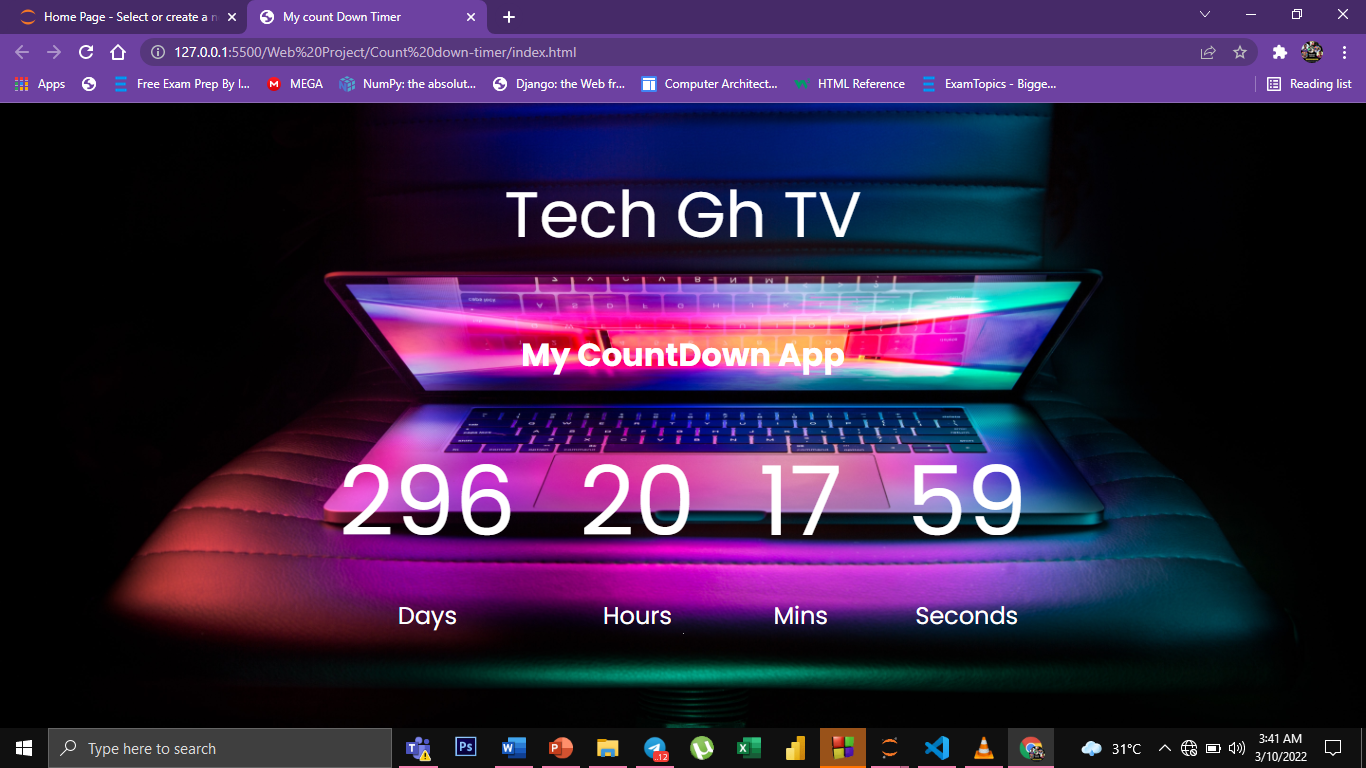 Home Page - Select or create a n
My count Down Timer
127.0.0.1:5500/Web%20Project/Count%20down-timer/index.html
Apps
Free Exam Prep By I...
MEGA
NumPy: the absolut...
Django: the Web fr...
Computer Architect...
HTML Reference
ExamTopics - Bigge...
Reading list
Tech Gh TV
My CountDown App
296 20 17 59
Days Hours Mins Seconds
Type here to search
.12
31°C
3:41 AM
3/10/2022